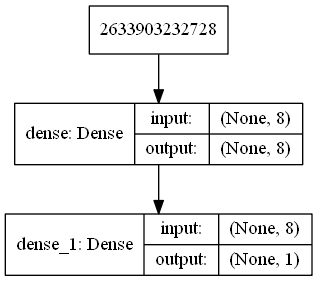 2633903232728
dense: Dense
input:
(None, 8)
output:
(None, 8)
dense_1: Dense
input:
(None, 8)
output:
(None, 1)